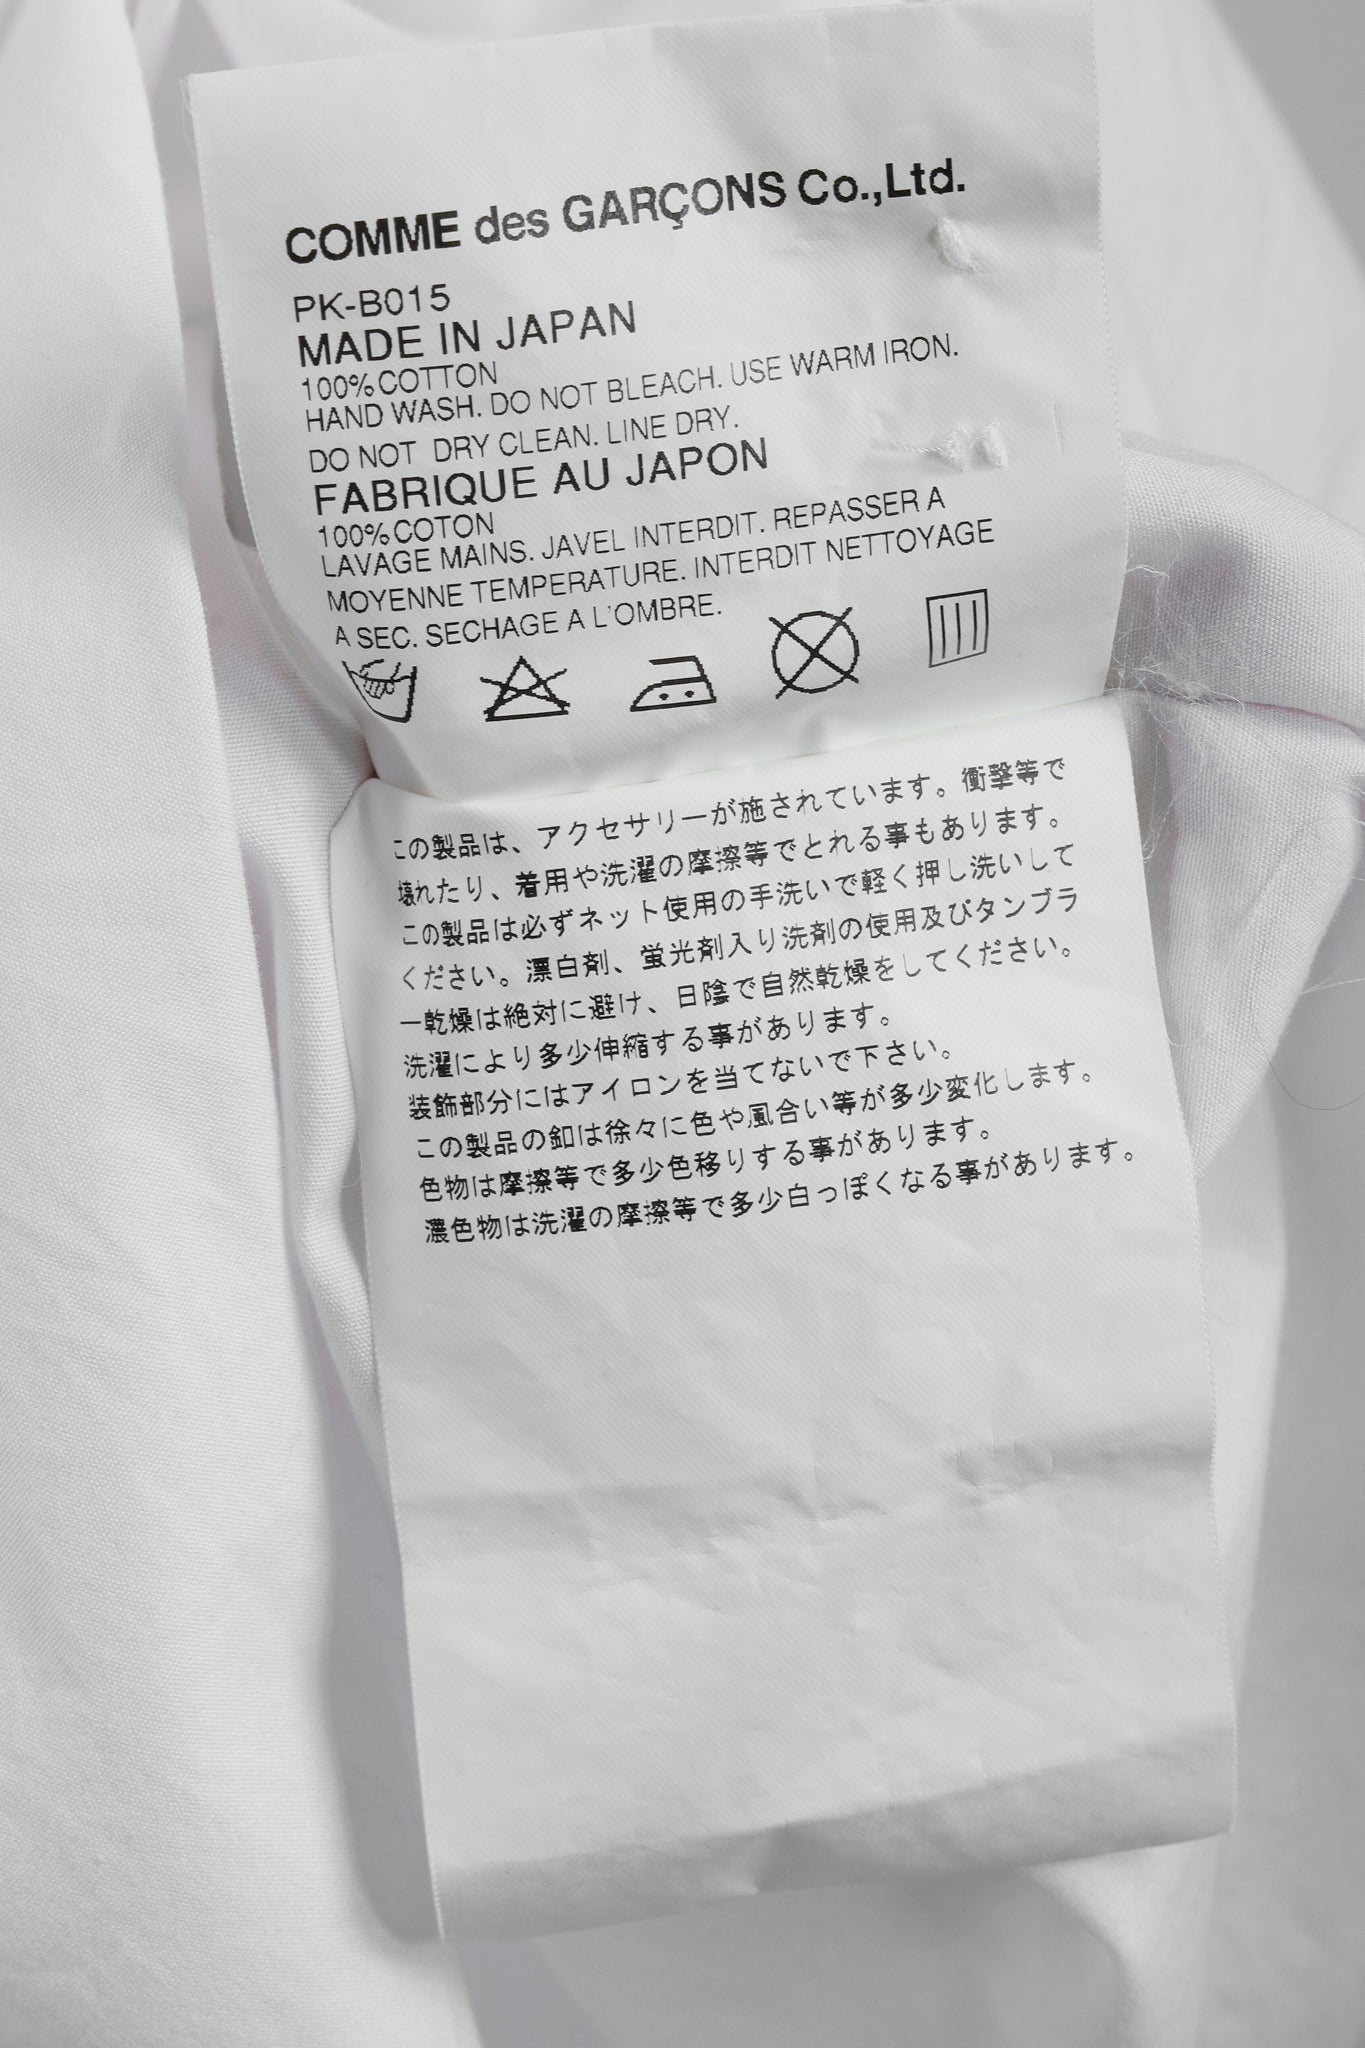 COMME des GARÇONS Co.,Ltd.
PK-B015
MADE IN JAPAN
100% COTTON
HAND WASH. DO NOT BLEACH. USE WARM IRON.
DO NOT DRY CLEAN. LINE DRY.
FABRIQUE AU JAPON
100% COTON
LAVAGE MAINS. JAVEL INTERDIT. REPASSER A
MOYENNE TEMPERATURE. INTERDIT NETTOYAGE
A SEC. SECHAGE A L'OMBRE.
この製品は、アクセサリーが施されています。衝撃等で
壊れたり、着用や洗濯の摩擦等でとれる事もあります。
この製品は必ずネット使用の手洗いで軽く押し洗いして
ください。漂白剤、蛍光剤入り洗剤の使用及びタンブラ
ー乾燥は絶対に避け、日陰で自然乾燥をしてください。
洗濯により多少伸縮する事があります。
装飾部分にはアイロンを当てないで下さい。
この製品の釦は徐々に色や風合い等が多少変化します。
色物は摩擦等で多少色移りする事があります。
濃色物は洗濯の摩擦等で多少白っぽくなる事があります。